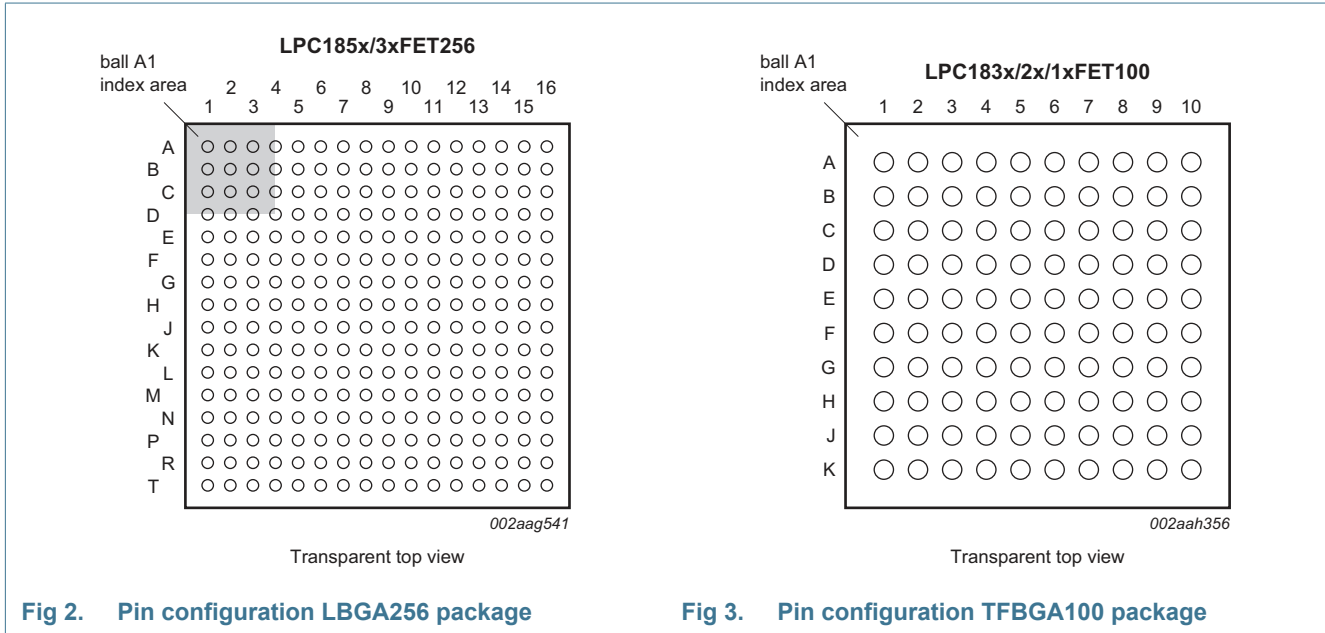 LPC185x/3xFET256
ball A1
index area
2 4 6 8 10 12 14 16
1 3 5 7 9 11 13 15
A
B
C
D
E
F
G
H
J
K
L
M
N
P
R
T
002aag541
Transparent top view
Fig 2. Pin configuration LBGA256 package
LPC183x/2x/1xFET100
ball A1
index area
1 2 3 4 5 6 7 8 9 10
A
B
C
D
E
F
G
H
J
K
002aah356
Transparent top view
Fig 3. Pin configuration TFBGA100 package